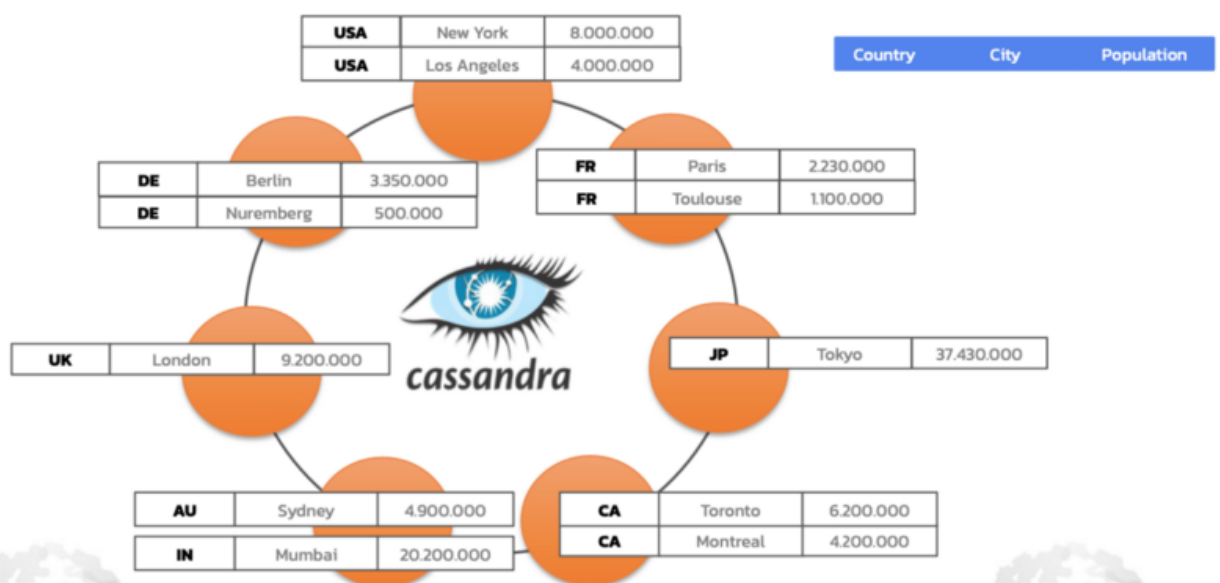 USA New York 8.000.000
USA Los Angeles 4.000.000
Country City Population
DE Berlin 3.350.000
DE Nuremberg 500.000
FR Paris 2.230.000
FR Toulouse 1.100.000
UK London 9.200.000
cassandra
JP Tokyo 37.430.000
AU Sydney 4.900.000
IN Mumbai 20.200.000
CA Toronto 6.200.000
CA Montreal 4.200.000